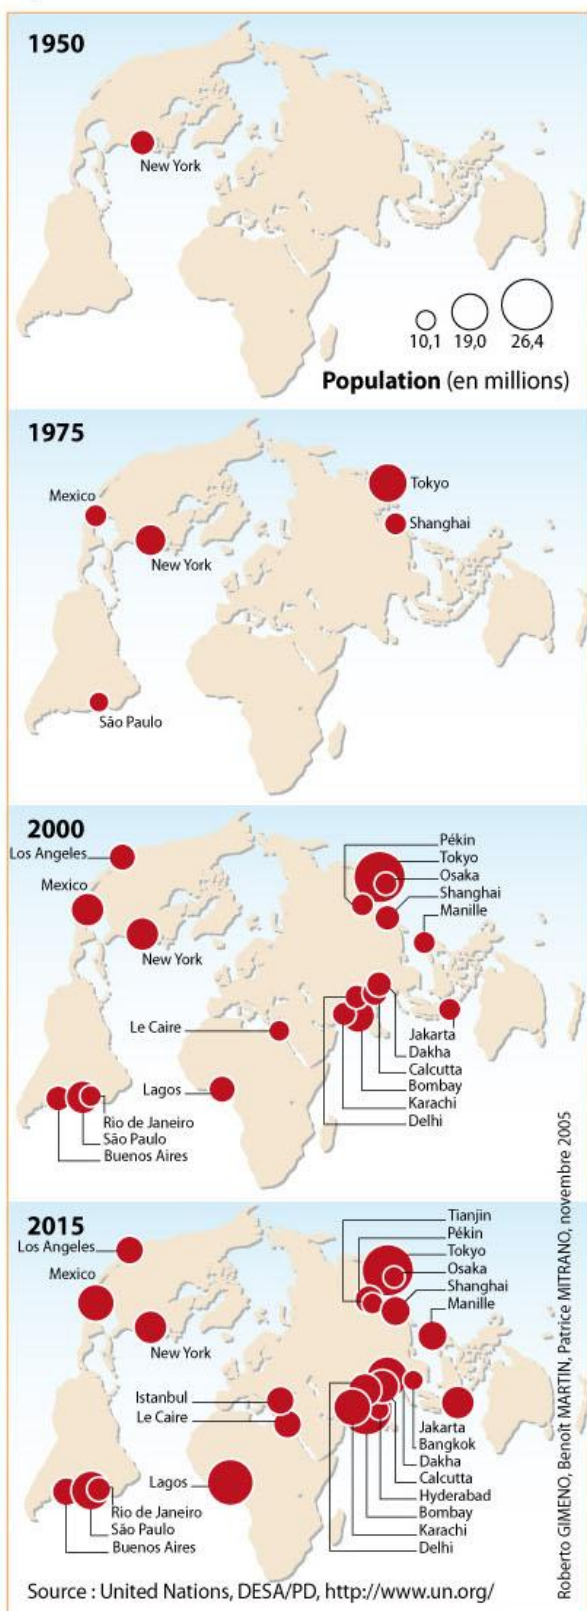 1950
New York
10,1 19,0 26,4
Population (en millions)
1975
Mexico
Tokyo
Shanghai
New York
São Paulo
2000
Los Angeles
Mexico
New York
Pékin
Tokyo
Osaka
Shanghai
Manille
Le Caire
Lagos
Jakarta
Dakha
Calcutta
Bombay
Karachi
Delhi
Rio de Janeiro
São Paulo
Buenos Aires
2015
Los Angeles
Mexico
New York
Tianjin
Pékin
Tokyo
Osaka
Shanghai
Manille
Istanbul
Le Caire
Lagos
Jakarta
Bangkok
Dakha
Calcutta
Hyderabad
Bombay
Karachi
Delhi
Rio de Janeiro
São Paulo
Buenos Aires
Source : United Nations, DESA/PD, http://www.un.org/
Roberto GIMENO, Benoît MARTIN, Patrice MITRANO, novembre 2005